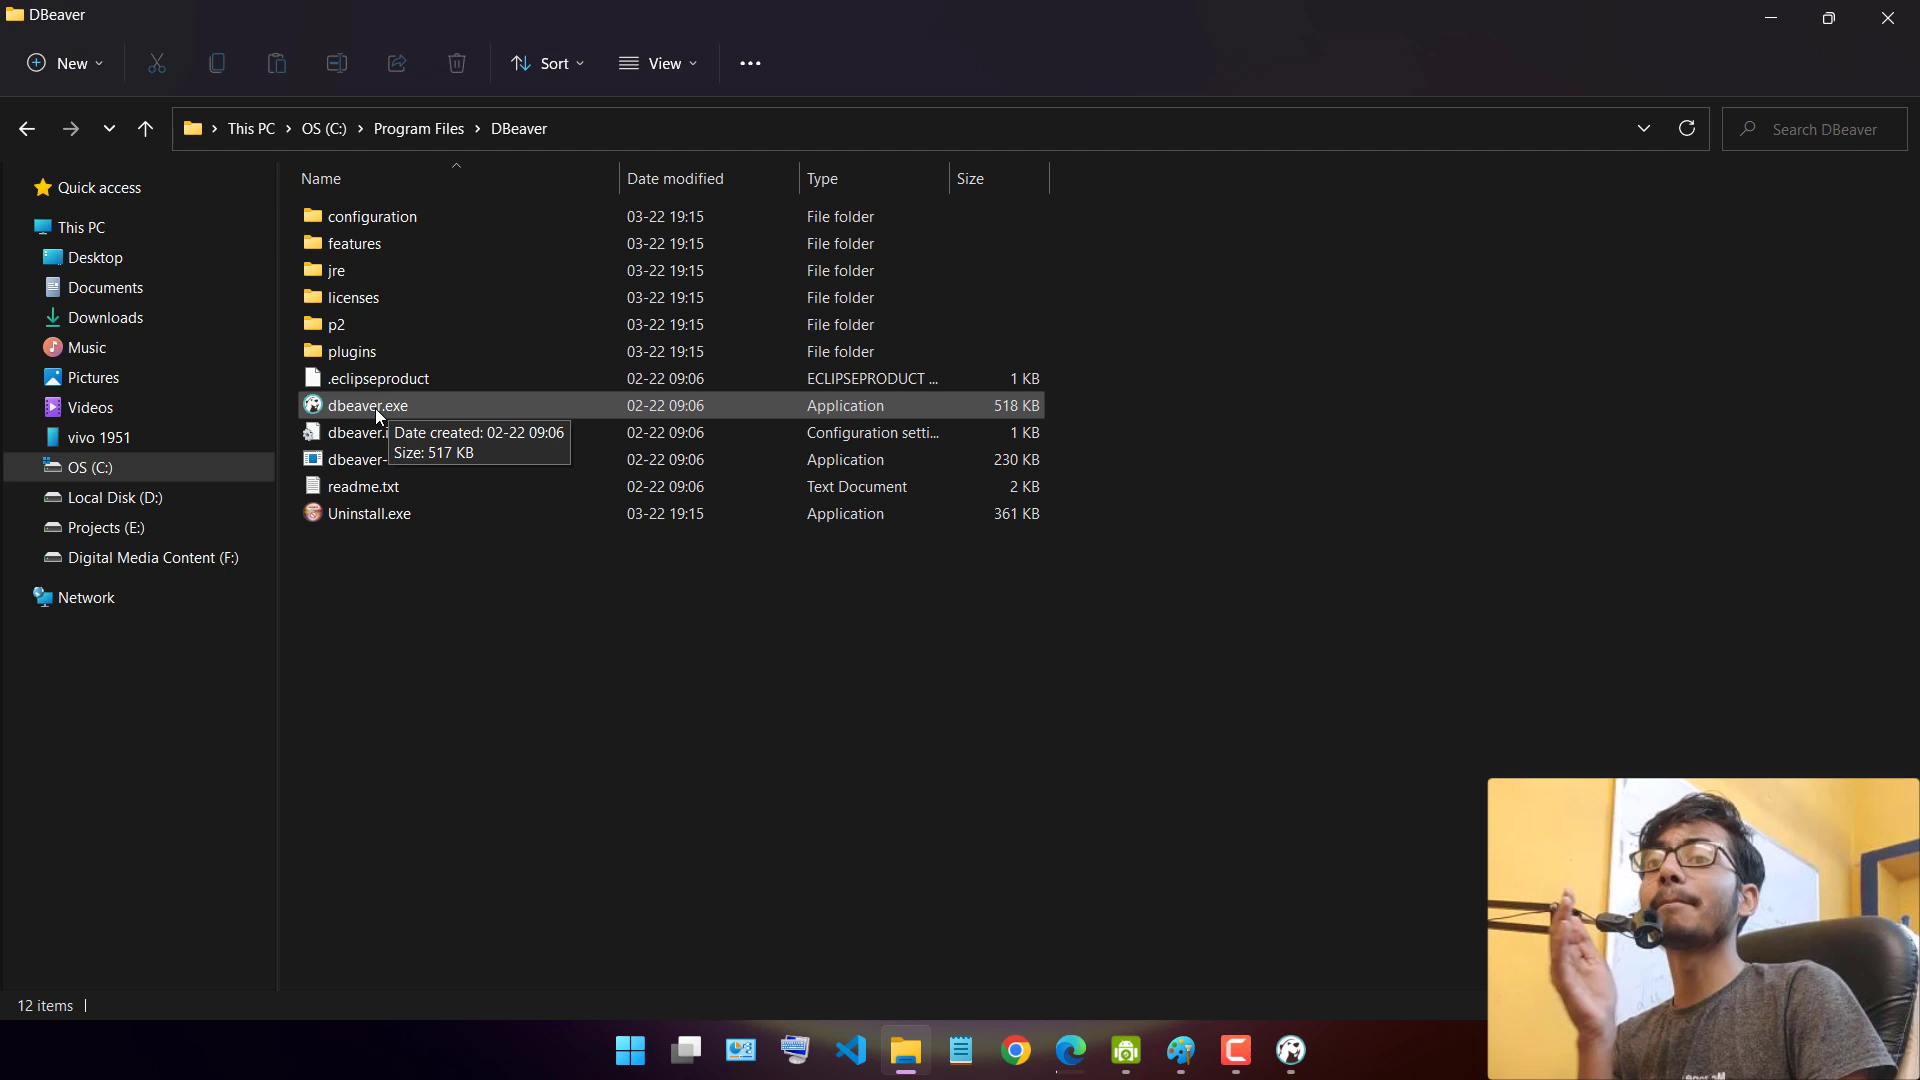 DBeaver
New
Sort
View
This PC
OS (C:)
Program Files
DBeaver
Search DBeaver
Quick access
This PC
Desktop
Documents
Downloads
Music
Pictures
Videos
vivo 1951
OS (C:)
Local Disk (D:)
Projects (E:)
Digital Media Content (F:)
Network
Name Date modified Type Size
configuration 03-22 19:15 File folder
features 03-22 19:15 File folder
jre 03-22 19:15 File folder
licenses 03-22 19:15 File folder
p2 03-22 19:15 File folder
plugins 03-22 19:15 File folder
.eclipseproduct 02-22 09:06 ECLIPSEPRODUCT ... 1 KB
dbeaver.exe 02-22 09:06 Application 518 KB
dbeaver.i 02-22 09:06 Configuration setti... 1 KB
dbeaver- 02-22 09:06 Application 230 KB
readme.txt 02-22 09:06 Text Document 2 KB
Uninstall.exe 03-22 19:15 Application 361 KB
Date created: 02-22 09:06
Size: 517 KB
12 items